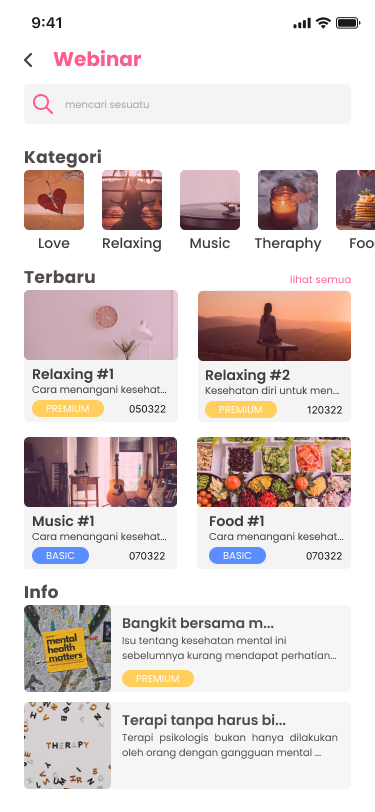 9:41
Webinar
mencari sesuatu
Kategori
Love
Relaxing
Music
Theraphy
Foo
Terbaru
lihat semua
Relaxing #1
Cara menangani kesehat...
PREMIUM
050322
Relaxing #2
Kesehatan diri untuk men...
PREMIUM
120322
Music #1
Cara menangani kesehat...
BASIC
070322
Food #1
Cara menangani kesehat...
BASIC
070322
Info
mental
health
matters
Bangkit bersama m...
Isu tentang kesehatan mental ini
sebelumnya kurang mendapat perhatian...
PREMIUM
THERAPY
Terapi tanpa harus bi...
Terapi psikologis bukan hanya dilakukan
oleh orang dengan gangguan mental ...